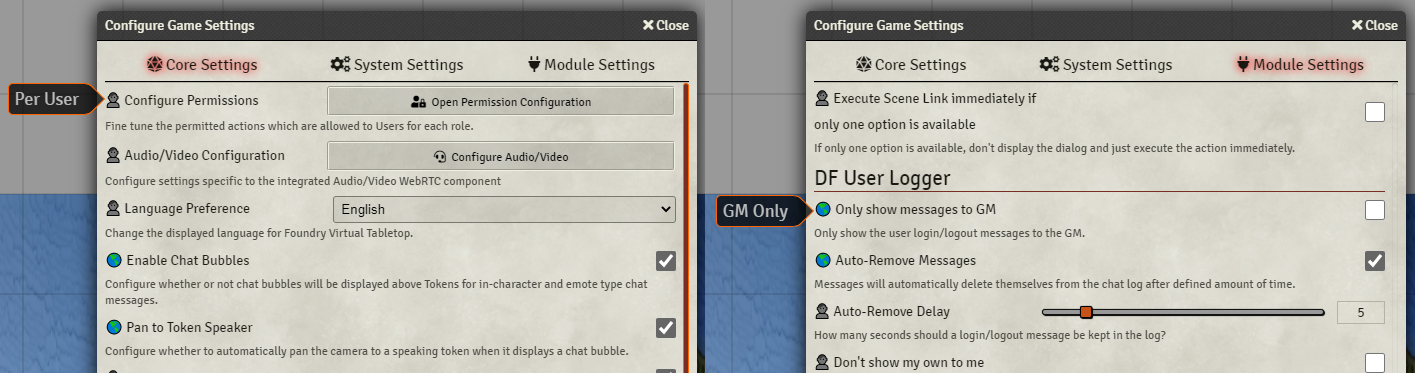 Configure Game Settings
Close
Core Settings
System Settings
Module Settings
Per User
Configure Permissions
Open Permission Configuration
Fine tune the permitted actions which are allowed to Users for each role.
Audio/Video Configuration
Configure Audio/Video
Configure settings specific to the integrated Audio/Video WebRTC component
Language Preference
English
Change the displayed language for Foundry Virtual Tabletop.
Enable Chat Bubbles
Configure whether or not chat bubbles will be displayed above Tokens for in-character and emote type chat
messages.
Pan to Token Speaker
Configure whether to automatically pan the camera to a speaking token when it displays a chat bubble.
Configure Game Settings
Close
Core Settings
System Settings
Module Settings
Execute Scene Link immediately if
only one option is available
If only one option is available, don't display the dialog and just execute the action immediately.
DF User Logger
GM Only
Only show messages to GM
Only show the user login/logout messages to the GM.
Auto-Remove Messages
Messages will automatically delete themselves from the chat log after defined amount of time.
Auto-Remove Delay
5
How many seconds should a login/logout message be kept in the log?
Don't show my own to me